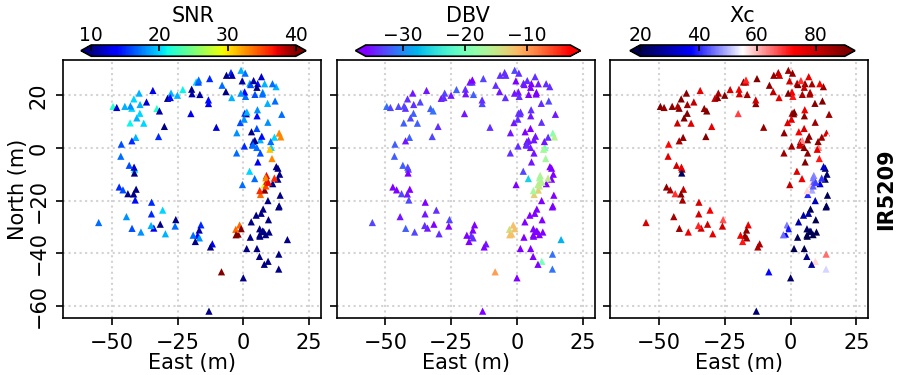 SNR DBV Xc
10 20 30 40 −30 −20 −10 20 40 60 80
20
0
−20
−40
−60
North (m)
−50 −25 0 25 −50 −25 0 25 −50 −25 0 25
East (m) East (m) East (m)
IR5209